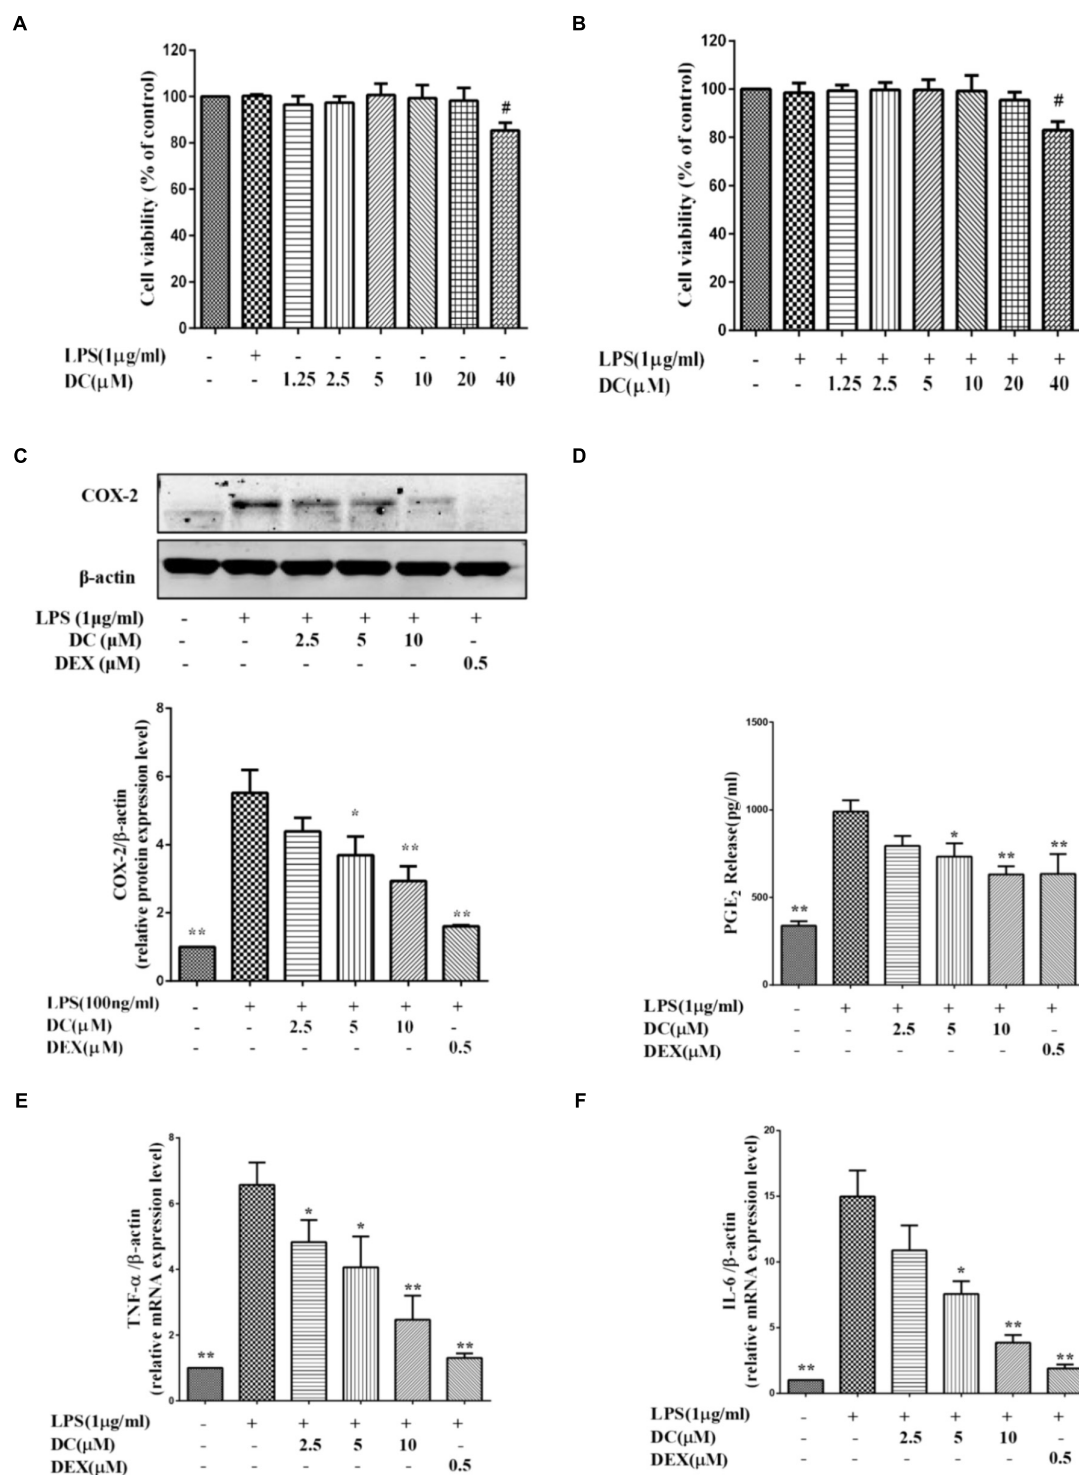 A
Cell viability (% of control)
120
100
80
60
40
20
0
#
LPS(1μg/ml) - + - - - - - -
DC(μM) - - 1.25 2.5 5 10 20 40
B
Cell viability (% of control)
120
100
80
60
40
20
0
#
LPS(1μg/ml) - + + + + + + +
DC(μM) - - 1.25 2.5 5 10 20 40
C
COX-2
β-actin
LPS (1μg/ml) - + + + + +
DC (μM) - - 2.5 5 10 -
DEX (μM) - - - - - 0.5
COX-2/β-actin
(relative protein expression level)
8
6
4
2
0
** * ** **
LPS(100ng/ml) - + + + + +
DC(μM) - - 2.5 5 10 -
DEX(μM) - - - - - 0.5
D
PGE2 Release(pg/ml)
1500
1000
500
0
** * ** **
LPS(1μg/ml) - + + + + +
DC(μM) - - 2.5 5 10 -
DEX(μM) - - - - - 0.5
E
TNF-α /β-actin
(relative mRNA expression level)
8
6
4
2
0
** * * ** **
LPS(1μg/ml) - + + + + +
DC(μM) - - 2.5 5 10 -
DEX(μM) - - - - - 0.5
F
IL-6 /β-actin
(relative mRNA expression level)
20
15
10
5
0
** * ** **
LPS(1μg/ml) - + + + + +
DC(μM) - - 2.5 5 10 -
DEX(μM) - - - - - 0.5